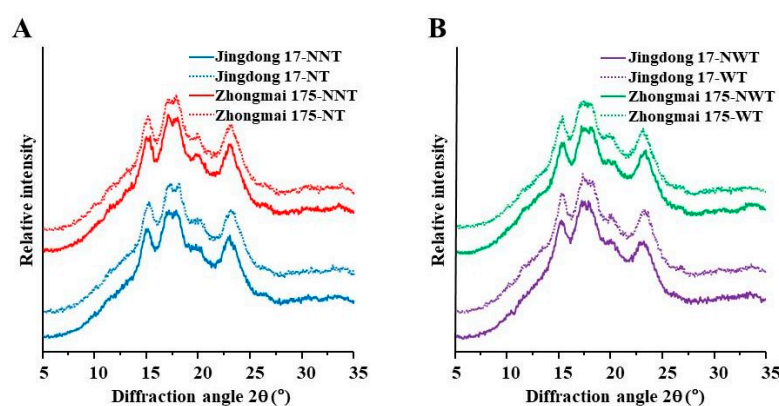 A
Jingdong 17-NNT
Jingdong 17-NT
Zhongmai 175-NNT
Zhongmai 175-NT
Relative intensity
5 10 15 20 25 30 35
Diffraction angle 2θ (°)
B
Jingdong 17-NWT
Jingdong 17-WT
Zhongmai 175-NWT
Zhongmai 175-WT
Relative intensity
5 10 15 20 25 30 35
Diffraction angle 2θ (°)